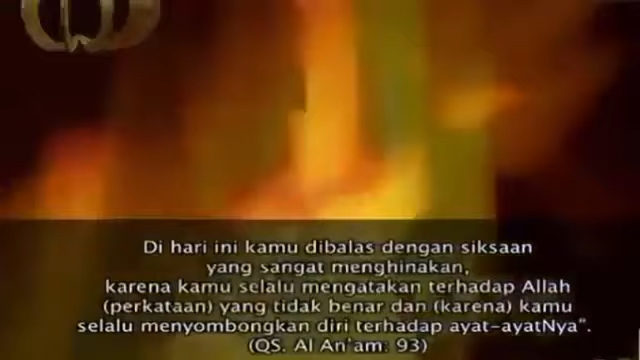 Di hari ini kamu dibalas dengan siksaan
yang sangat menghinakan,
karena kamu selalu mengatakan terhadap Allah
(perkataan) yang tidak benar dan (karena) kamu
selalu menyombongkan diri terhadap ayat-ayatNya".
(QS. Al An'am: 93)